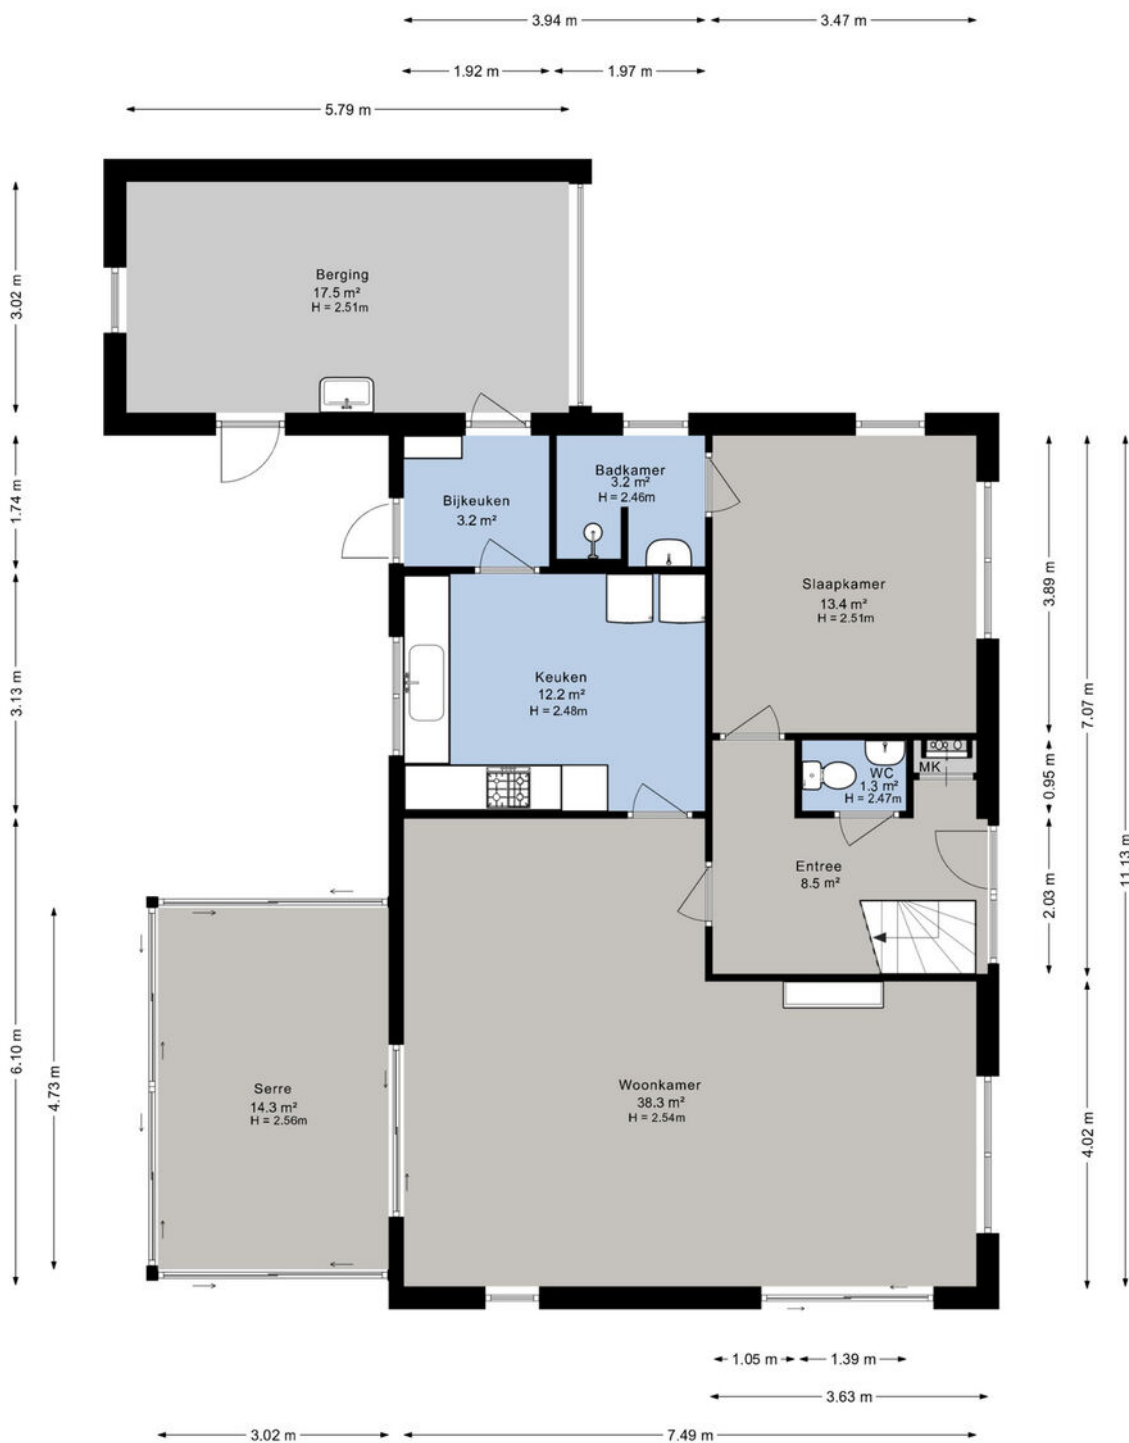 3.94 m
3.47 m
1.92 m
1.97 m
5.79 m
3.02 m
Berging
17.5 m²
H = 2.51m
1.74 m
Bijkeuken
3.2 m²
Badkamer
3.2 m²
H = 2.46m
Slaapkamer
13.4 m²
H = 2.51m
3.89 m
7.07 m
11.13 m
3.13 m
Keuken
12.2 m²
H = 2.48m
WC
1.3 m²
H = 2.47m
MK
0.95 m
Entree
8.5 m²
2.03 m
6.10 m
4.73 m
Serre
14.3 m²
H = 2.56m
Woonkamer
38.3 m²
H = 2.54m
4.02 m
1.05 m
1.39 m
3.63 m
3.02 m
7.49 m